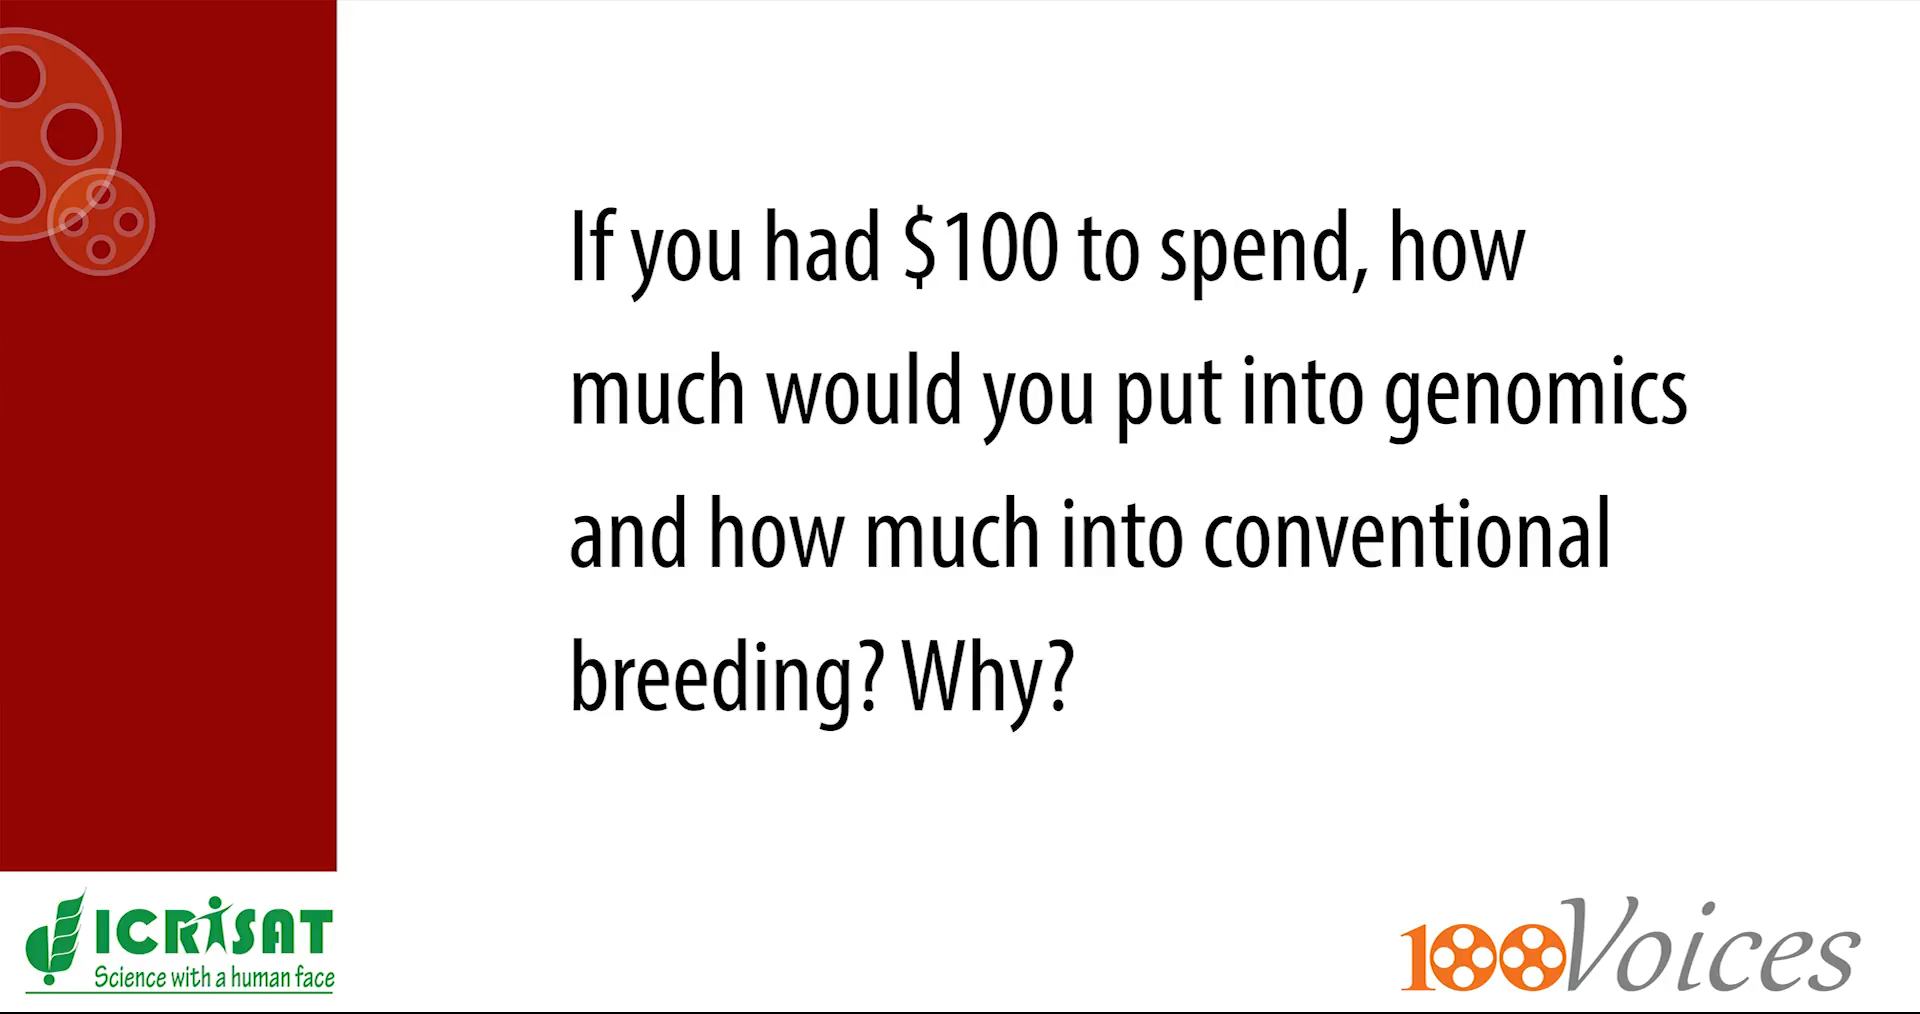 If you had $100 to spend, how
much would you put into genomics
and how much into conventional
breeding? Why?
ICRISAT
Science with a human face
100Voices